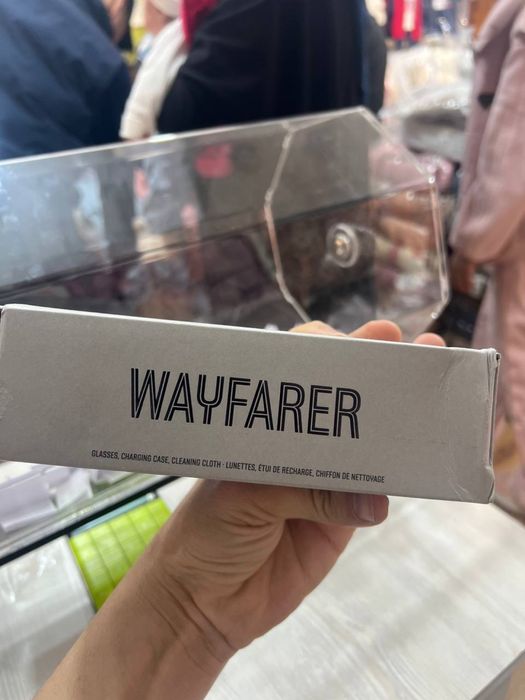 WAYFARER
GLASSES, CHARGING CASE, CLEANING CLOTH · LUNETTES, ÉTUI DE RECHARGE, CHIFFON DE NETTOYAGE